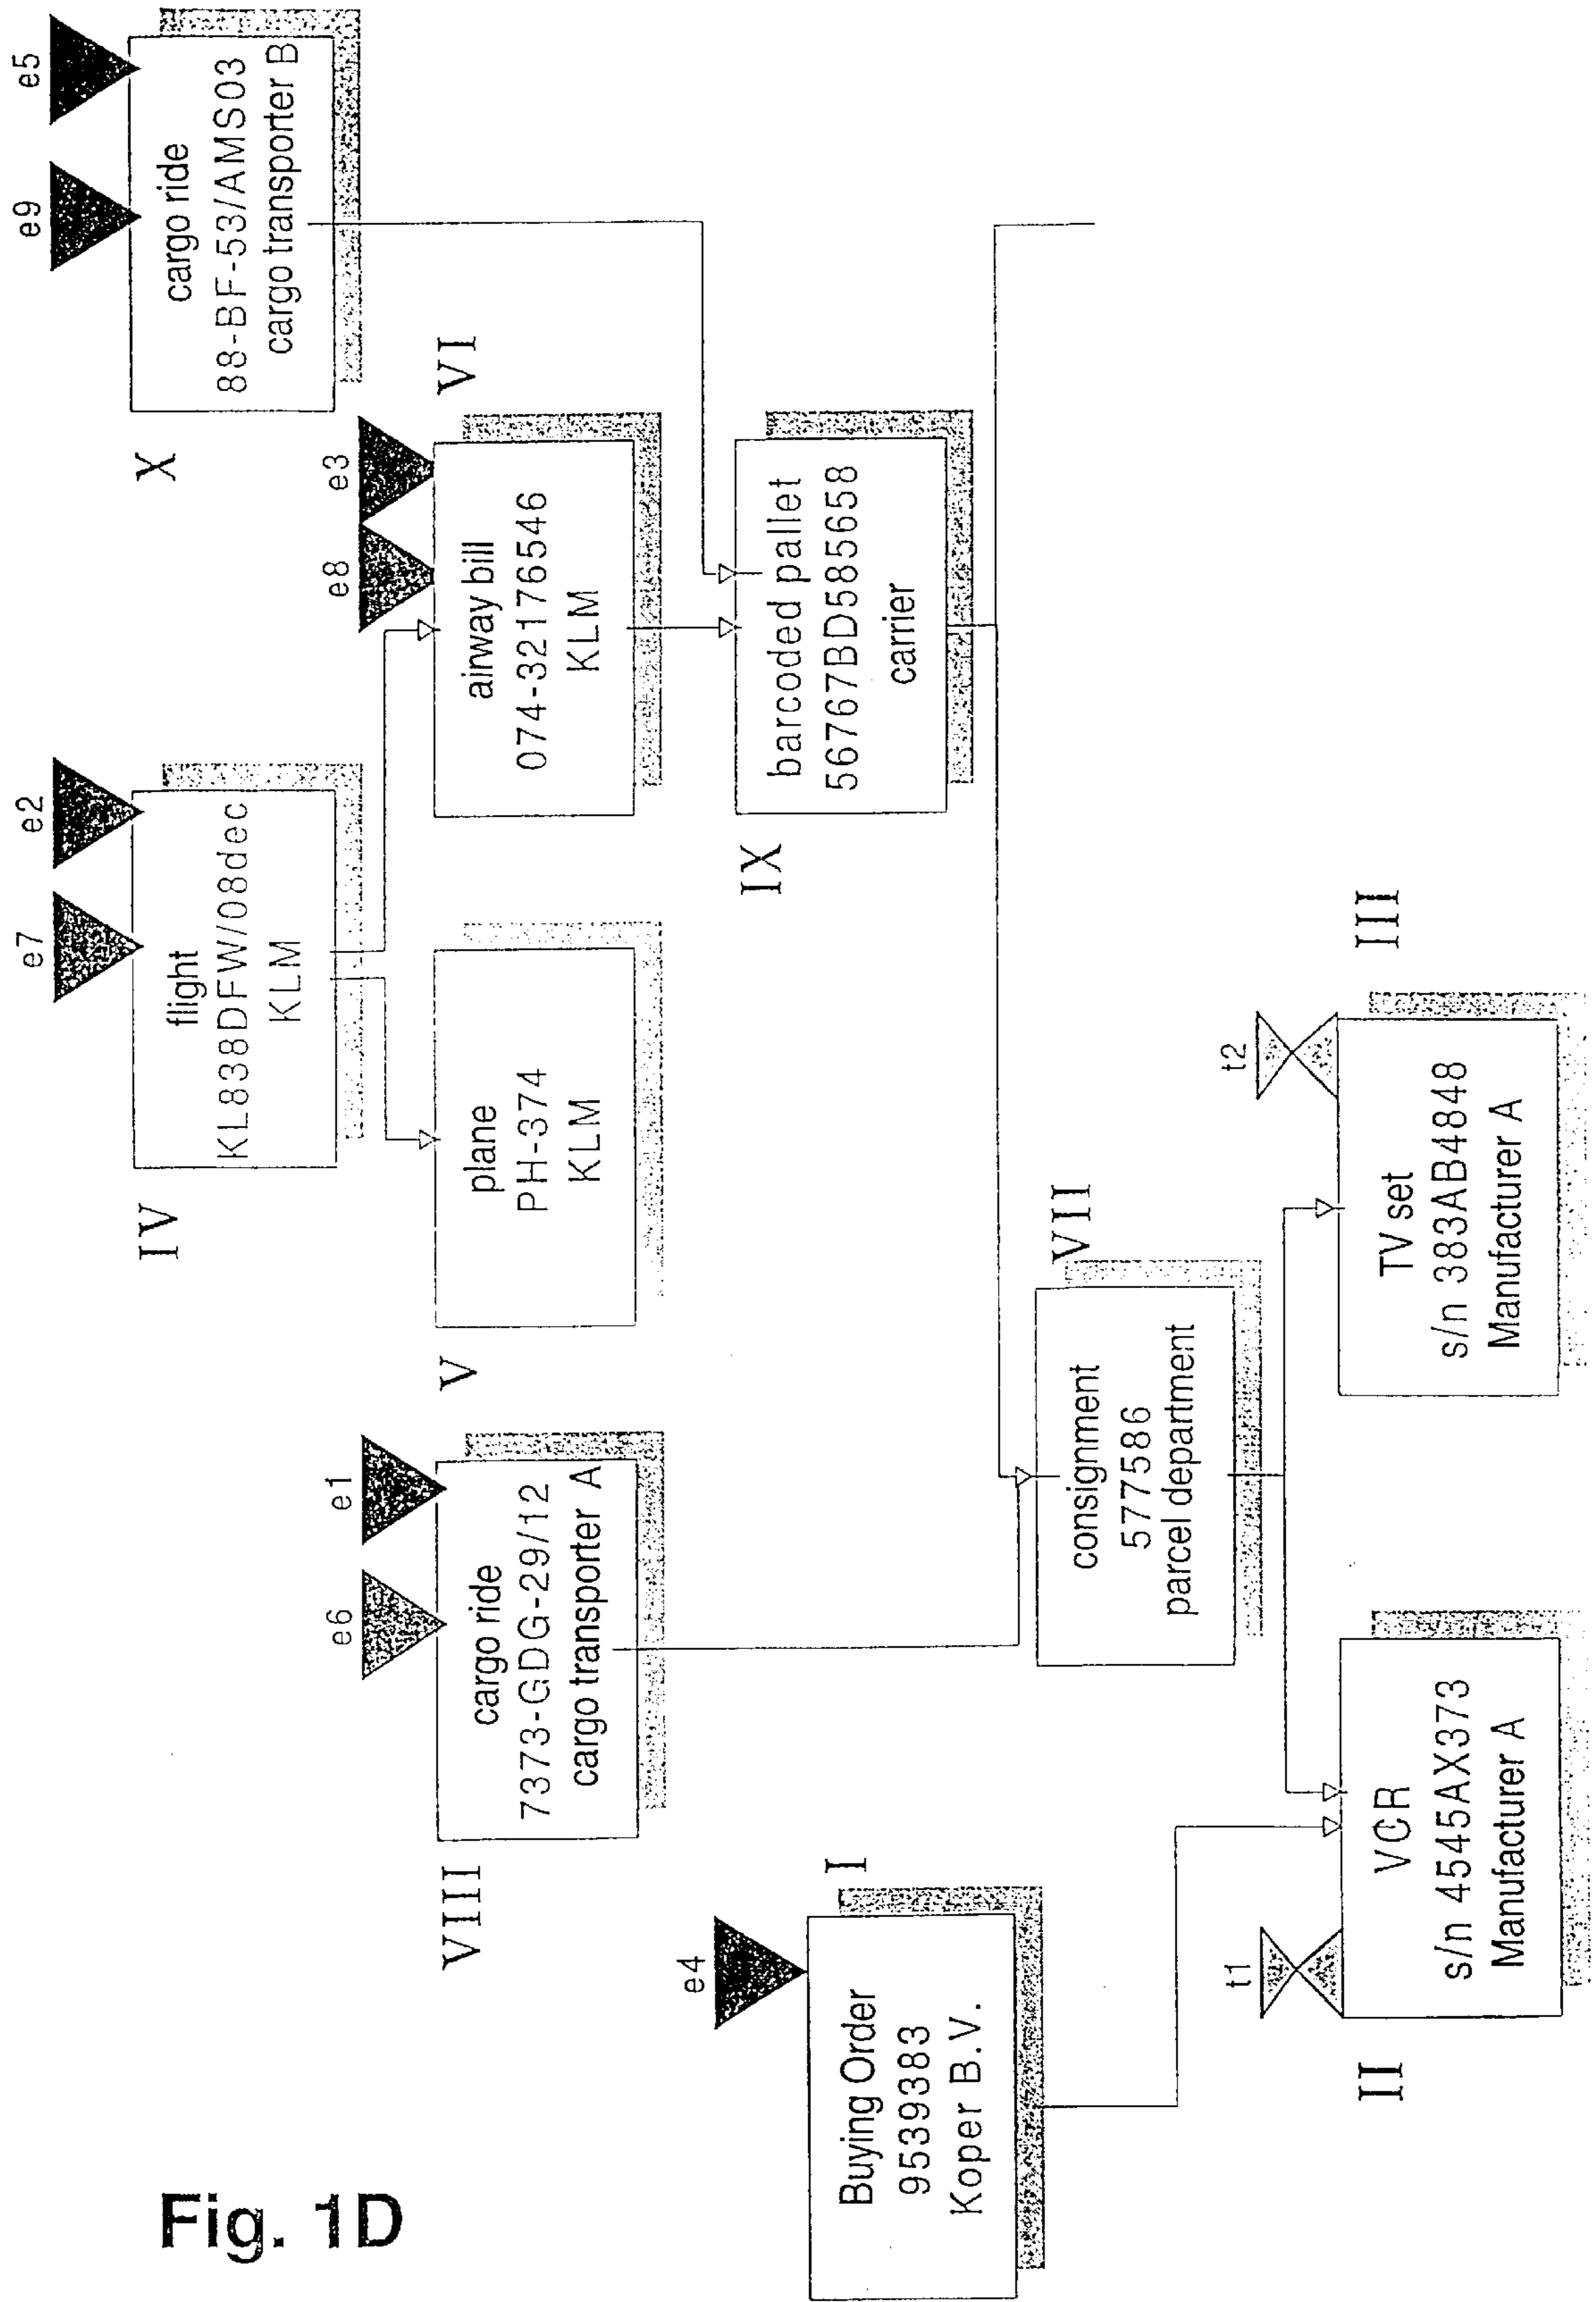 e7
e2
e9
e5
IV
flight
KL838DFW/08dec
KLM
X
cargo ride
88-BF-53/AMS03
cargo transporter B
e6
e1
e8
e3
VIII
cargo ride
7373-GDG-29/12
cargo transporter A
V
plane
PH-374
KLM
airway bill
074-32176546
KLM
VI
e4
I
Buying Order
9539383
Koper B.V.
IX
barcoded pallet
56767BD585658
carrier
consignment
577586
parcel department
VII
t1
t2
II
VCR
s/n 4545AX373
Manufacturer A
TV set
s/n 383AB4848
Manufacturer A
III
Fig. 1D